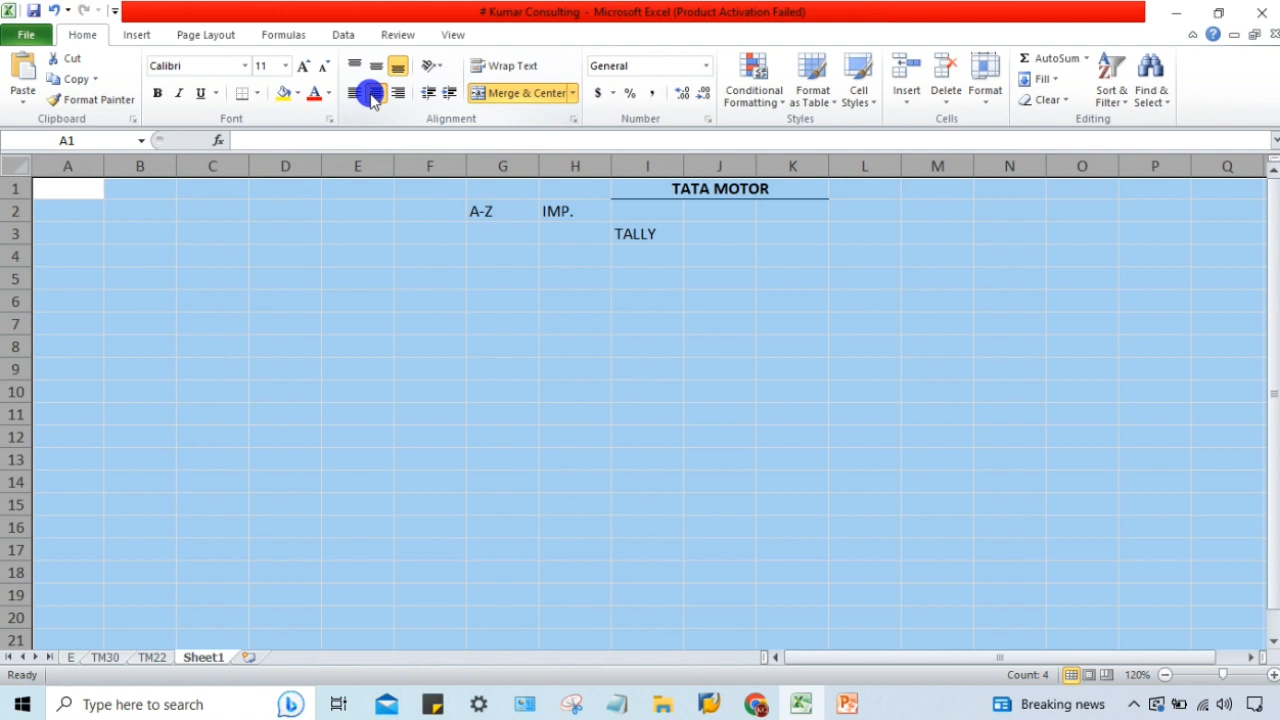 # Kumar Consulting - Microsoft Excel (Product Activation Failed)
File Home Insert Page Layout Formulas Data Review View
Paste
Cut
Copy
Format Painter
Clipboard
Calibri 11
B I U
Font
Wrap Text
Merge & Center
Alignment
General
$ % ,
Number
Conditional Formatting
Format as Table
Cell Styles
Styles
Insert Delete Format
Cells
Σ AutoSum
Fill
Clear
Sort & Filter
Find & Select
Editing
A1 fx
A B C D E F G H I J K L M N O P Q
1 TATA MOTOR
2 A-Z IMP.
3 TALLY
4
5
6
7
8
9
10
11
12
13
14
15
16
17
18
19
20
21
E TM30 TM22 Sheet1
Ready Count: 4 120%
Type here to search Breaking news